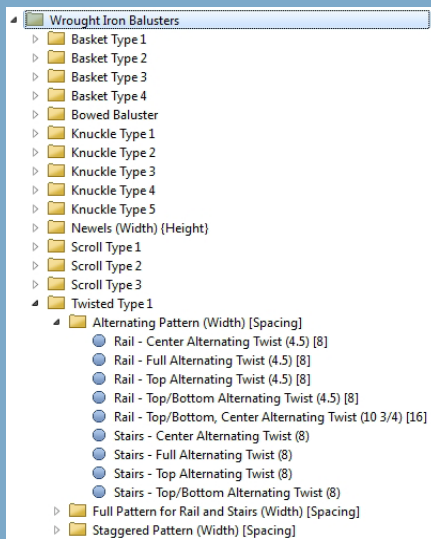 Wrought Iron Balusters
Basket Type 1
Basket Type 2
Basket Type 3
Basket Type 4
Bowed Baluster
Knuckle Type 1
Knuckle Type 2
Knuckle Type 3
Knuckle Type 4
Knuckle Type 5
Newels (Width) {Height}
Scroll Type 1
Scroll Type 2
Scroll Type 3
Twisted Type 1
Alternating Pattern (Width) [Spacing]
Rail - Center Alternating Twist (4.5) [8]
Rail - Full Alternating Twist (4.5) [8]
Rail - Top Alternating Twist (4.5) [8]
Rail - Top/Bottom Alternating Twist (4.5) [8]
Rail - Top/Bottom, Center Alternating Twist (10 3/4) [16]
Stairs - Center Alternating Twist (8)
Stairs - Full Alternating Twist (8)
Stairs - Top Alternating Twist (8)
Stairs - Top/Bottom Alternating Twist (8)
Full Pattern for Rail and Stairs (Width) [Spacing]
Staggered Pattern (Width) [Spacing]